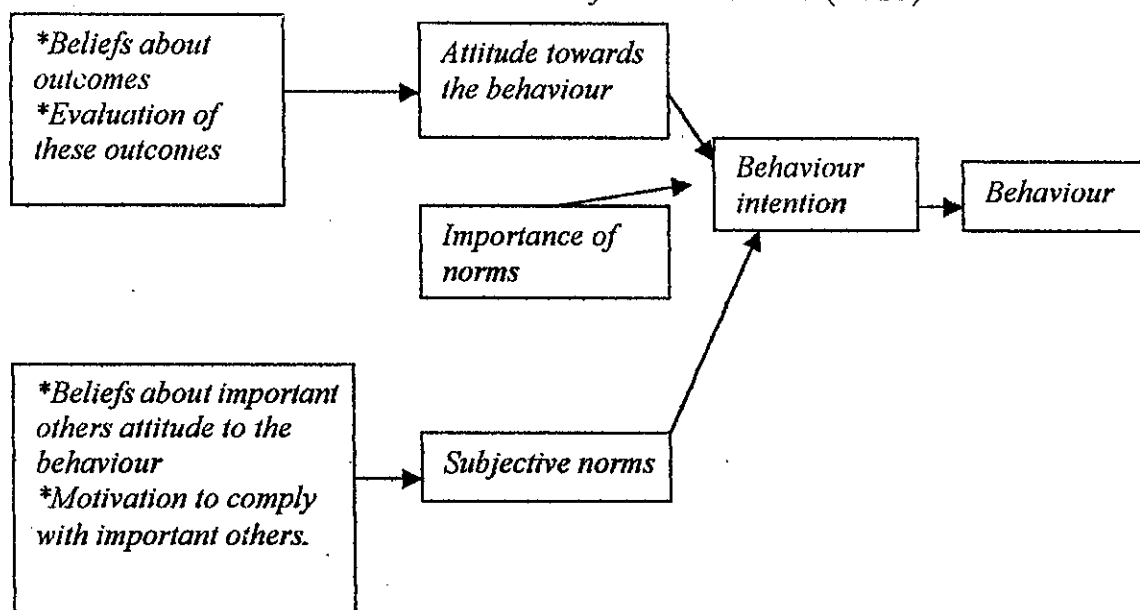 *Beliefs about
outcomes
*Evaluation of
these outcomes
Attitude towards
the behaviour
Behaviour
intention
Behaviour
Importance of
norms
*Beliefs about important
others attitude to the
behaviour
*Motivation to comply
with important others.
Subjective norms